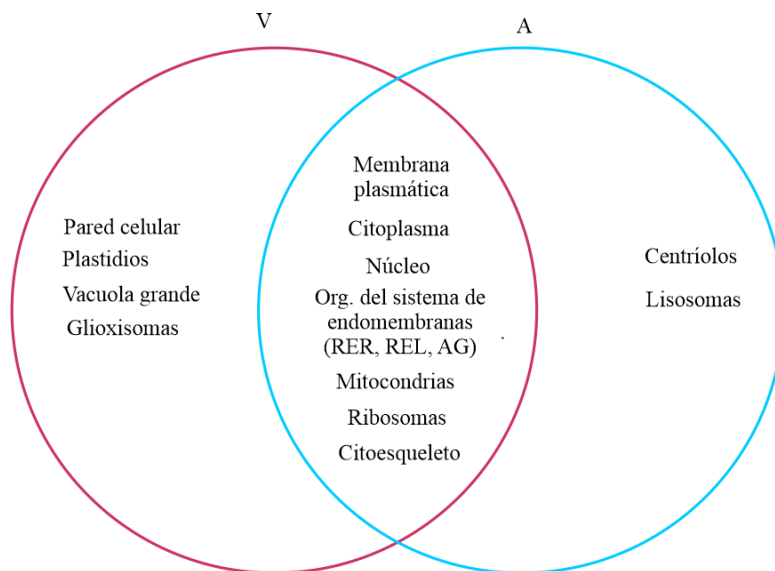 V
A
Pared celular
Plastidios
Vacuola grande
Glioxisomas
Membrana
plasmática
Citoplasma
Núcleo
Org. del sistema de
endomembranas
(RER, REL, AG)
Mitocondrias
Ribosomas
Citoesqueleto
Centríolos
Lisosomas